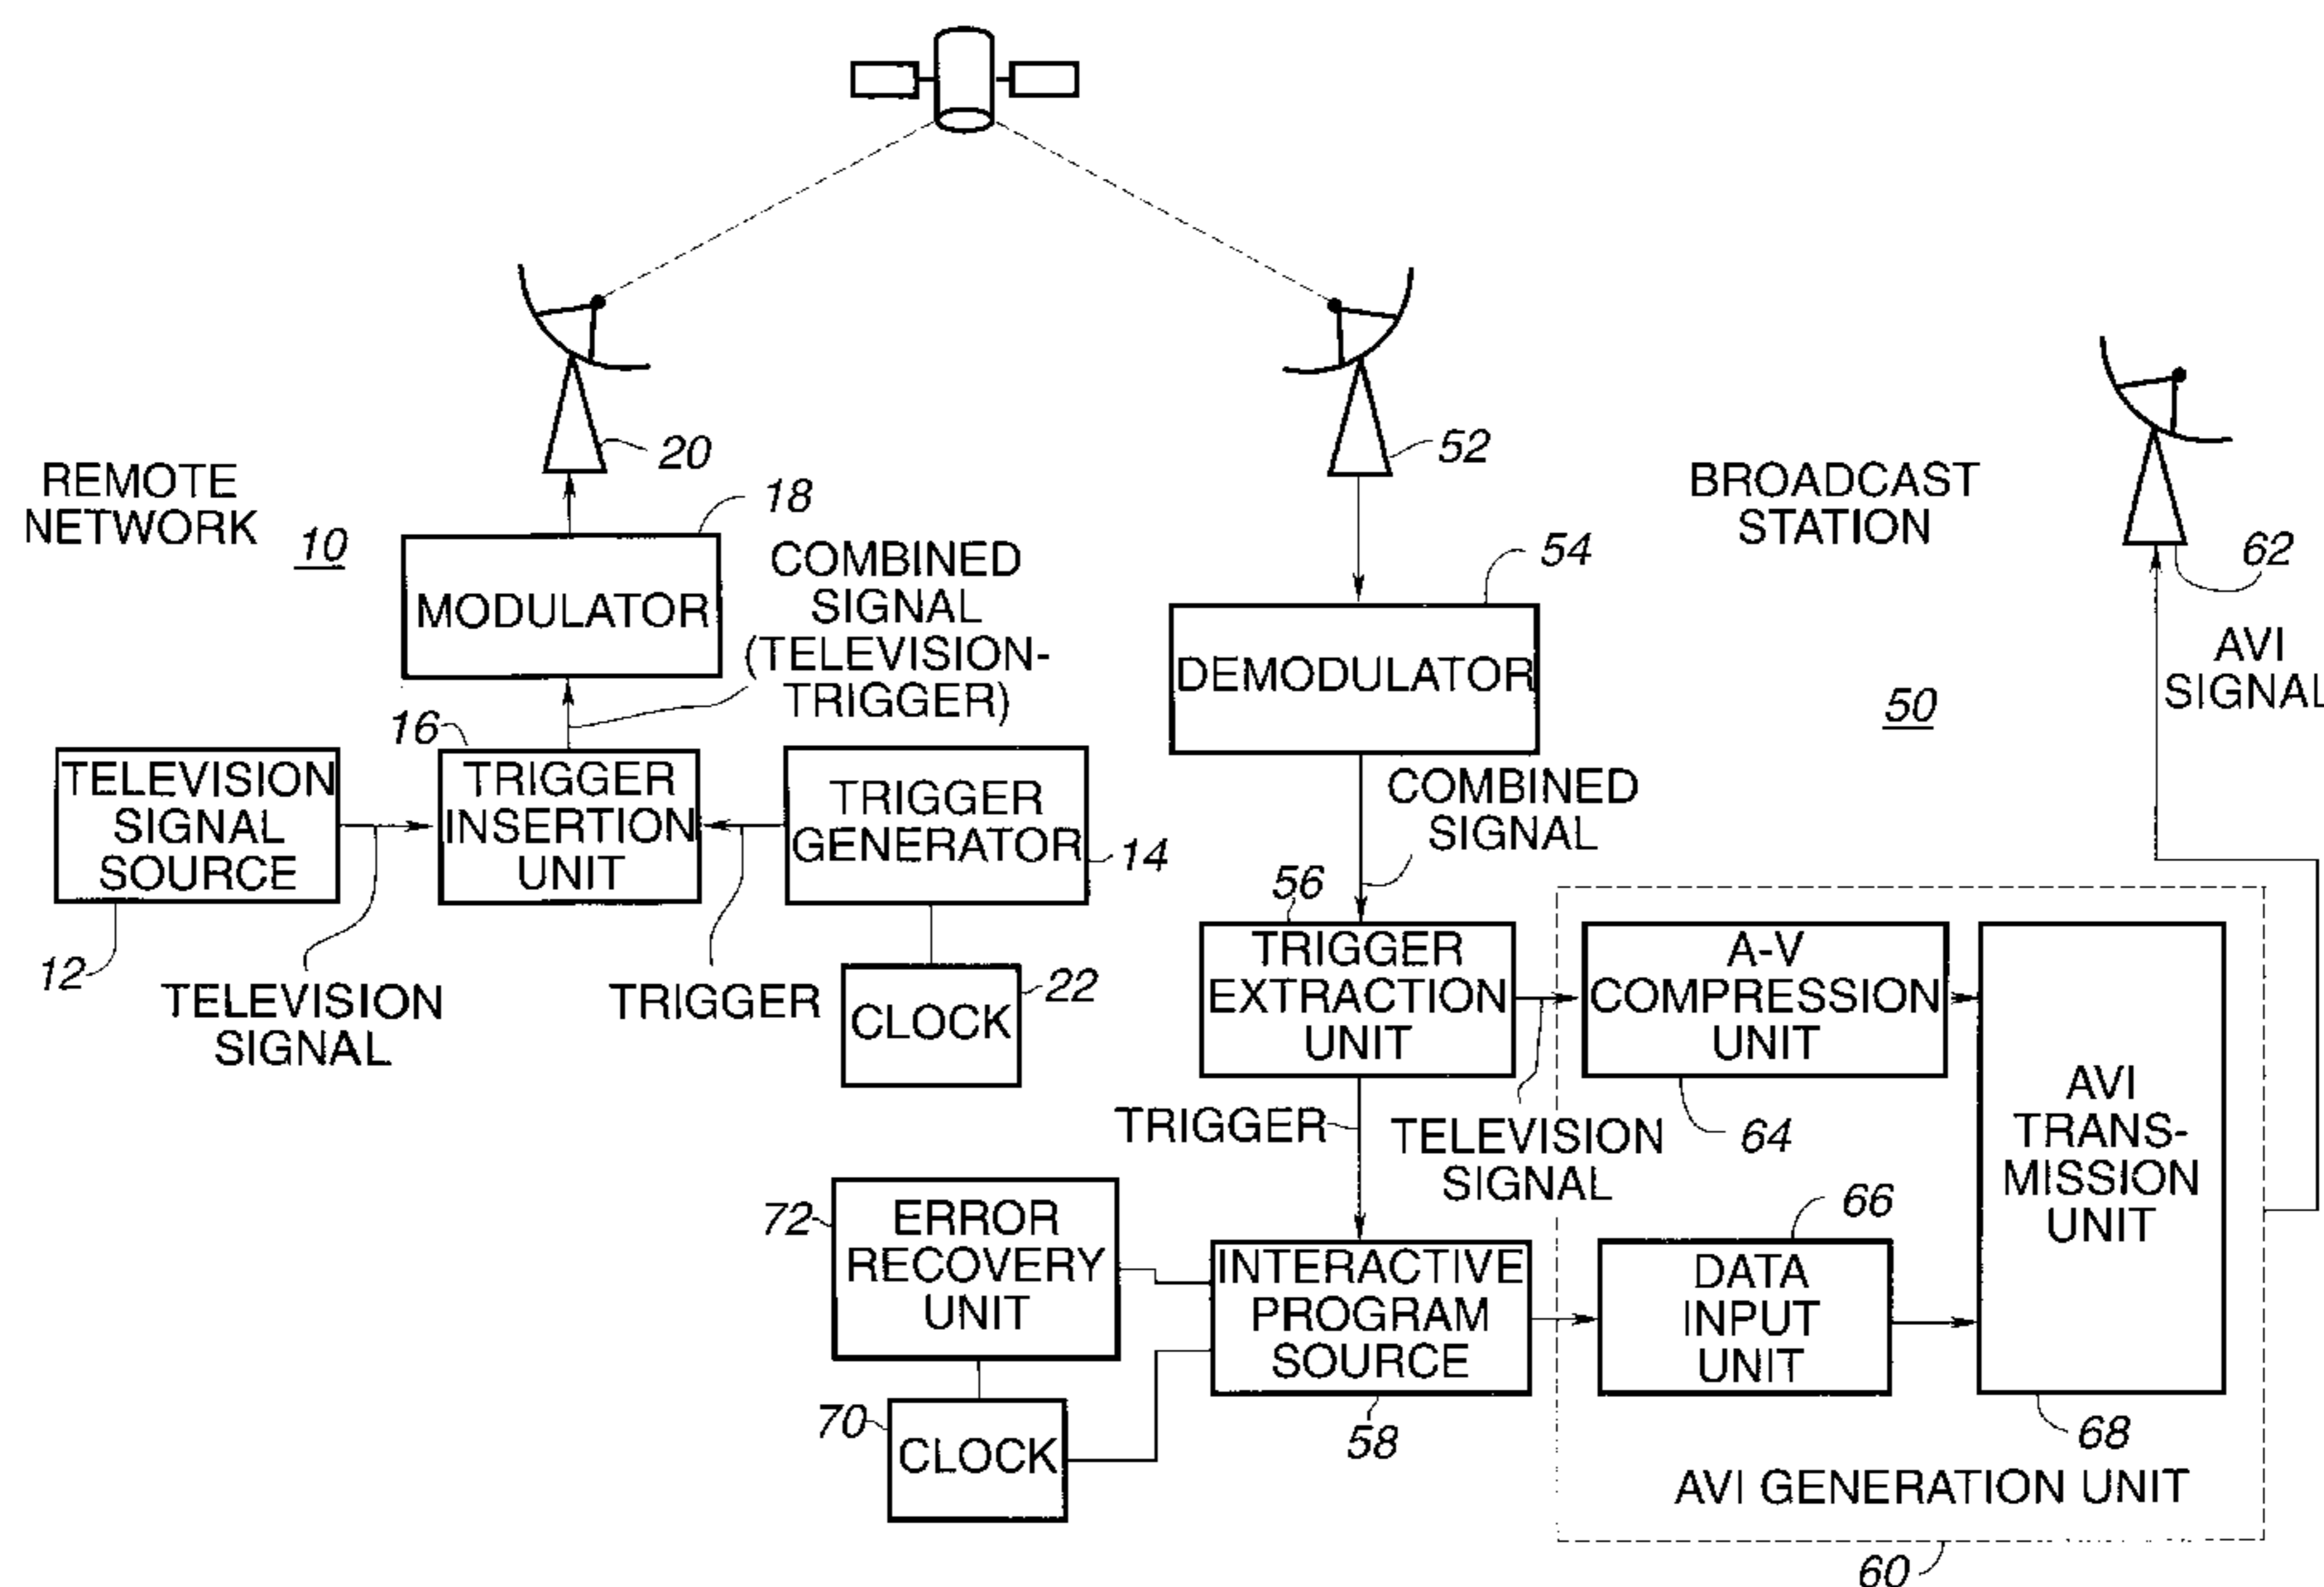 REMOTE
NETWORK
10
20
18
MODULATOR
COMBINED
SIGNAL
(TELEVISION-
TRIGGER)
16
TELEVISION
SIGNAL
SOURCE
12
TELEVISION
SIGNAL
TRIGGER
INSERTION
UNIT
TRIGGER
TRIGGER
GENERATOR
14
CLOCK
22
52
BROADCAST
STATION
50
54
DEMODULATOR
COMBINED
SIGNAL
56
TRIGGER
EXTRACTION
UNIT
TRIGGER
TELEVISION
SIGNAL
A-V
COMPRESSION
UNIT
64
AVI
TRANS-
MISSION
UNIT
68
62
AVI
SIGNAL
72
ERROR
RECOVERY
UNIT
70
CLOCK
INTERACTIVE
PROGRAM
SOURCE
58
66
DATA
INPUT
UNIT
AVI GENERATION UNIT
60